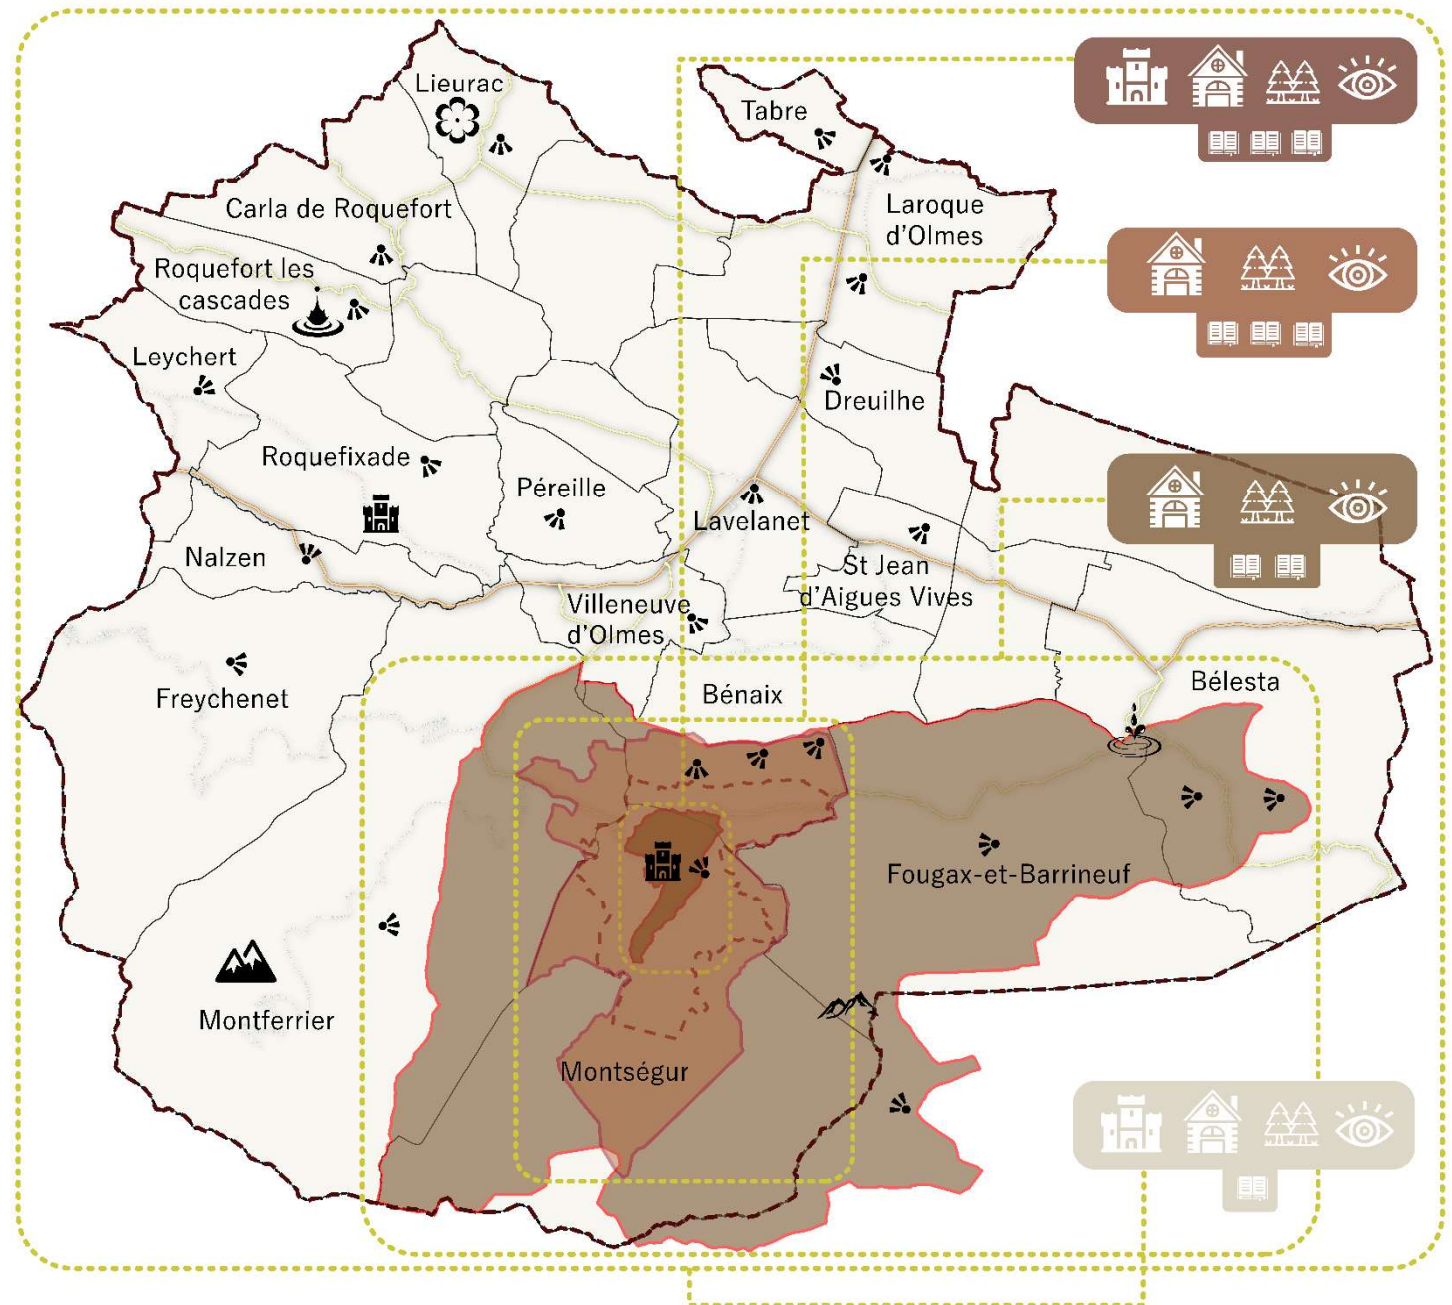 Lieurac
Tabre
Carla de Roquefort
Laroque
d'Olmes
Roquefort les
cascades
Leychert
Dreuilhe
Roquefixade
Péreille
Lavelanet
Nalzen
St Jean
d'Aigues Vives
Villeneuve
d'Olmes
Freychenet
Bénaix
Bélesta
Fougax-et-Barrineuf
Montferrier
Montségur